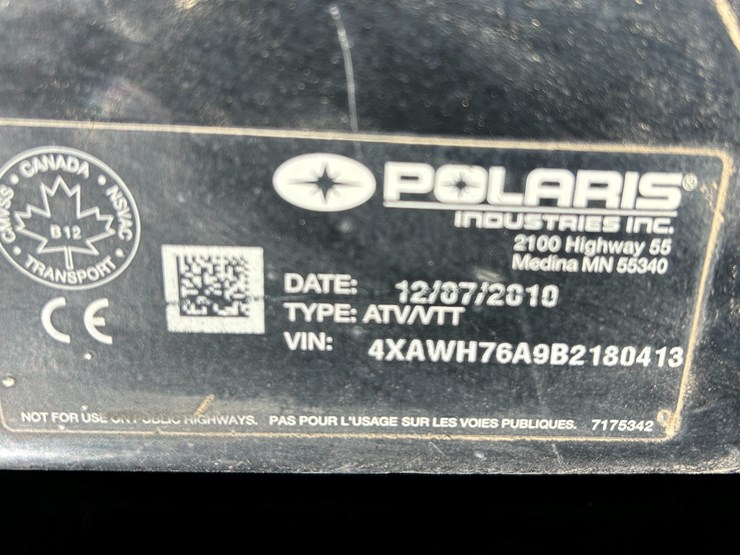 CANADA
CMVSS • NSVAC
B 12
TRANSPORT
CE
POLARIS®
INDUSTRIES INC.
2100 Highway 55
Medina MN 55340
DATE: 12/07/2010
TYPE: ATV/VTT
VIN: 4XAWH76A9B2180413
NOT FOR USE ON PUBLIC HIGHWAYS. PAS POUR L'USAGE SUR LES VOIES PUBLIQUES. 7175342